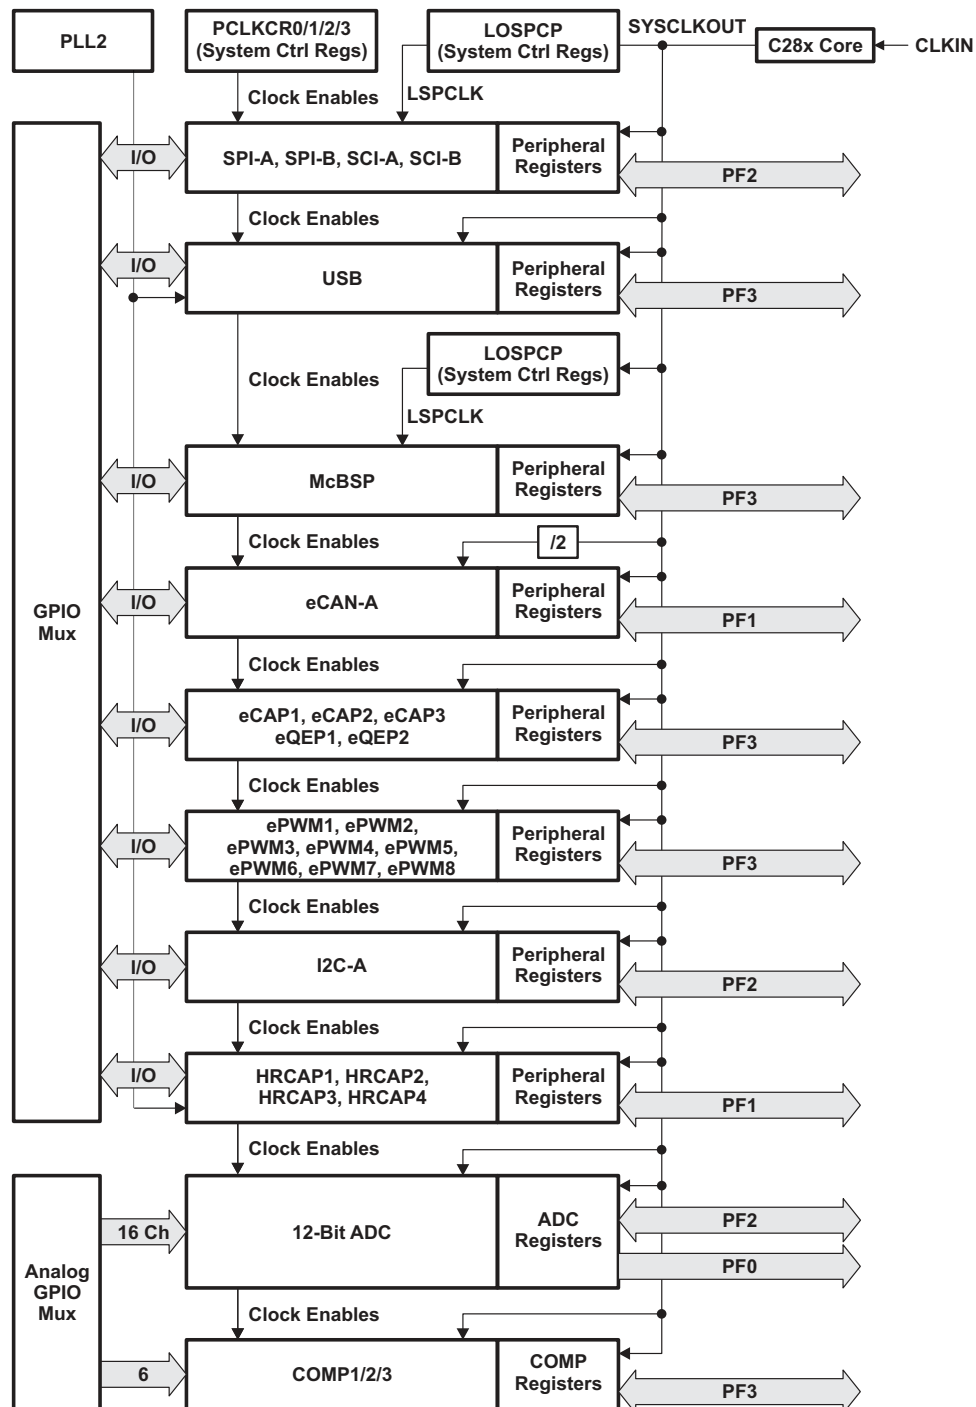 PLL2
PCLKCR0/1/2/3
(System Ctrl Regs)
LOSPCP
(System Ctrl Regs)
SYSCLKOUT
C28x Core
CLKIN
Clock Enables
LSPCLK
I/O
SPI-A, SPI-B, SCI-A, SCI-B
Peripheral
Registers
PF2
Clock Enables
I/O
USB
Peripheral
Registers
PF3
LOSPCP
(System Ctrl Regs)
Clock Enables
LSPCLK
I/O
McBSP
Peripheral
Registers
PF3
Clock Enables
/2
GPIO
Mux
I/O
eCAN-A
Peripheral
Registers
PF1
Clock Enables
I/O
eCAP1, eCAP2, eCAP3
eQEP1, eQEP2
Peripheral
Registers
PF3
I/O
ePWM1, ePWM2,
ePWM3, ePWM4, ePWM5,
ePWM6, ePWM7, ePWM8
Clock Enables
Peripheral
Registers
PF3
Clock Enables
I/O
I2C-A
Peripheral
Registers
PF2
Clock Enables
I/O
HRCAP1, HRCAP2,
HRCAP3, HRCAP4
Peripheral
Registers
PF1
Clock Enables
Analog
GPIO
Mux
16 Ch
12-Bit ADC
ADC
Registers
PF2
PF0
Clock Enables
6
COMP1/2/3
COMP
Registers
PF3